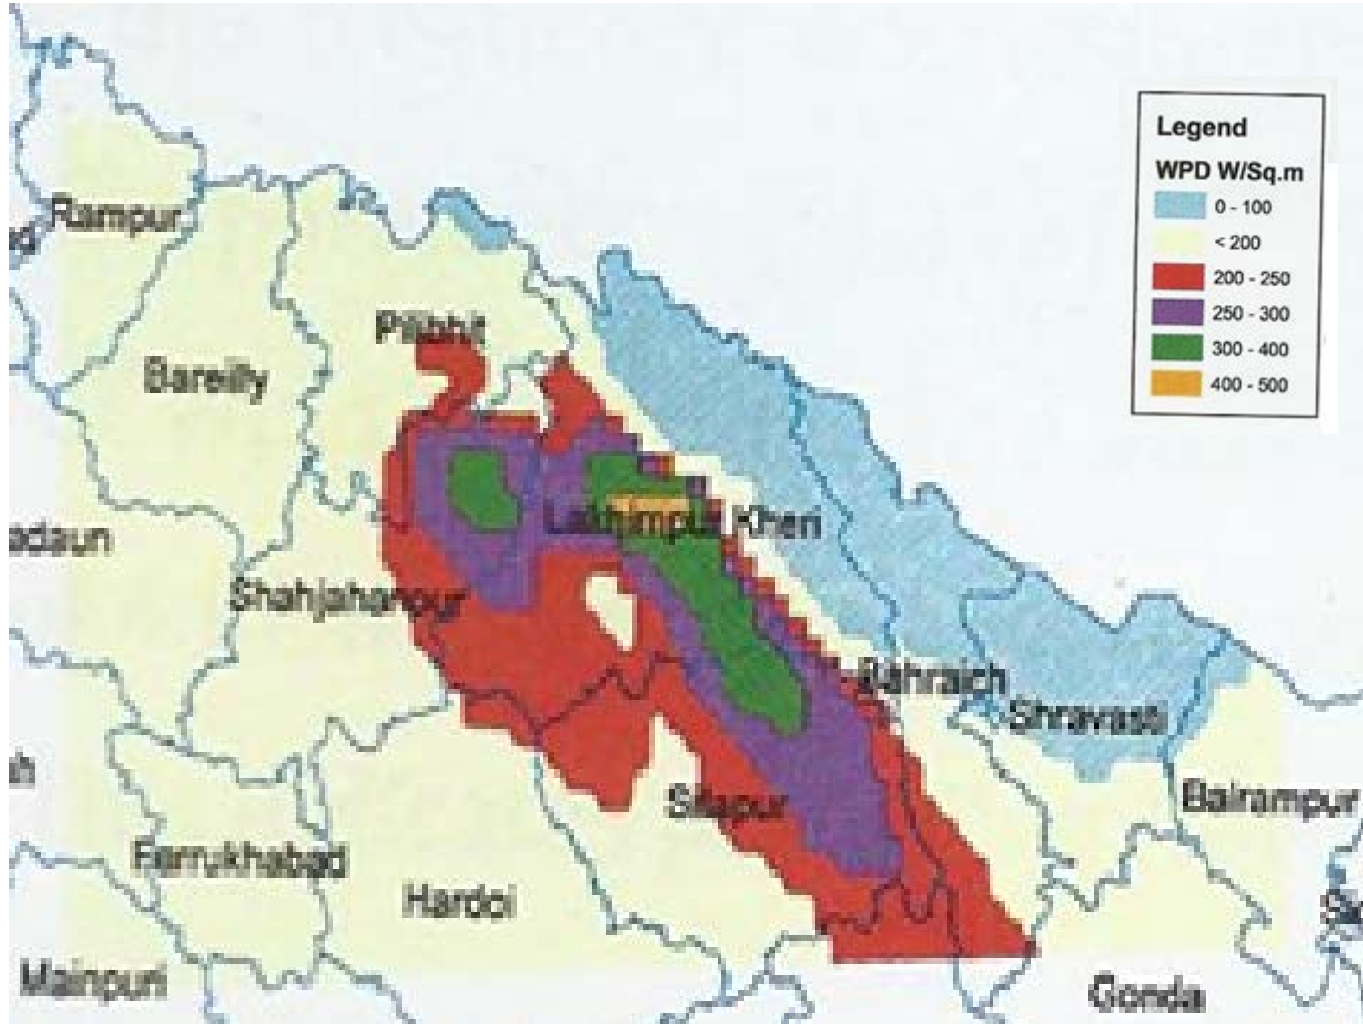 Legend
WPD W/Sq.m
0 - 100
< 200
200 - 250
250 - 300
300 - 400
400 - 500
Rampur
Pilibhit
Bareilly
Lakhimpur Kheri
adaun
Shahjahanpur
Bahraich
Shravasti
Balrampur
Sitapur
Farrukhabad
Hardoi
Mainpuri
Gonda